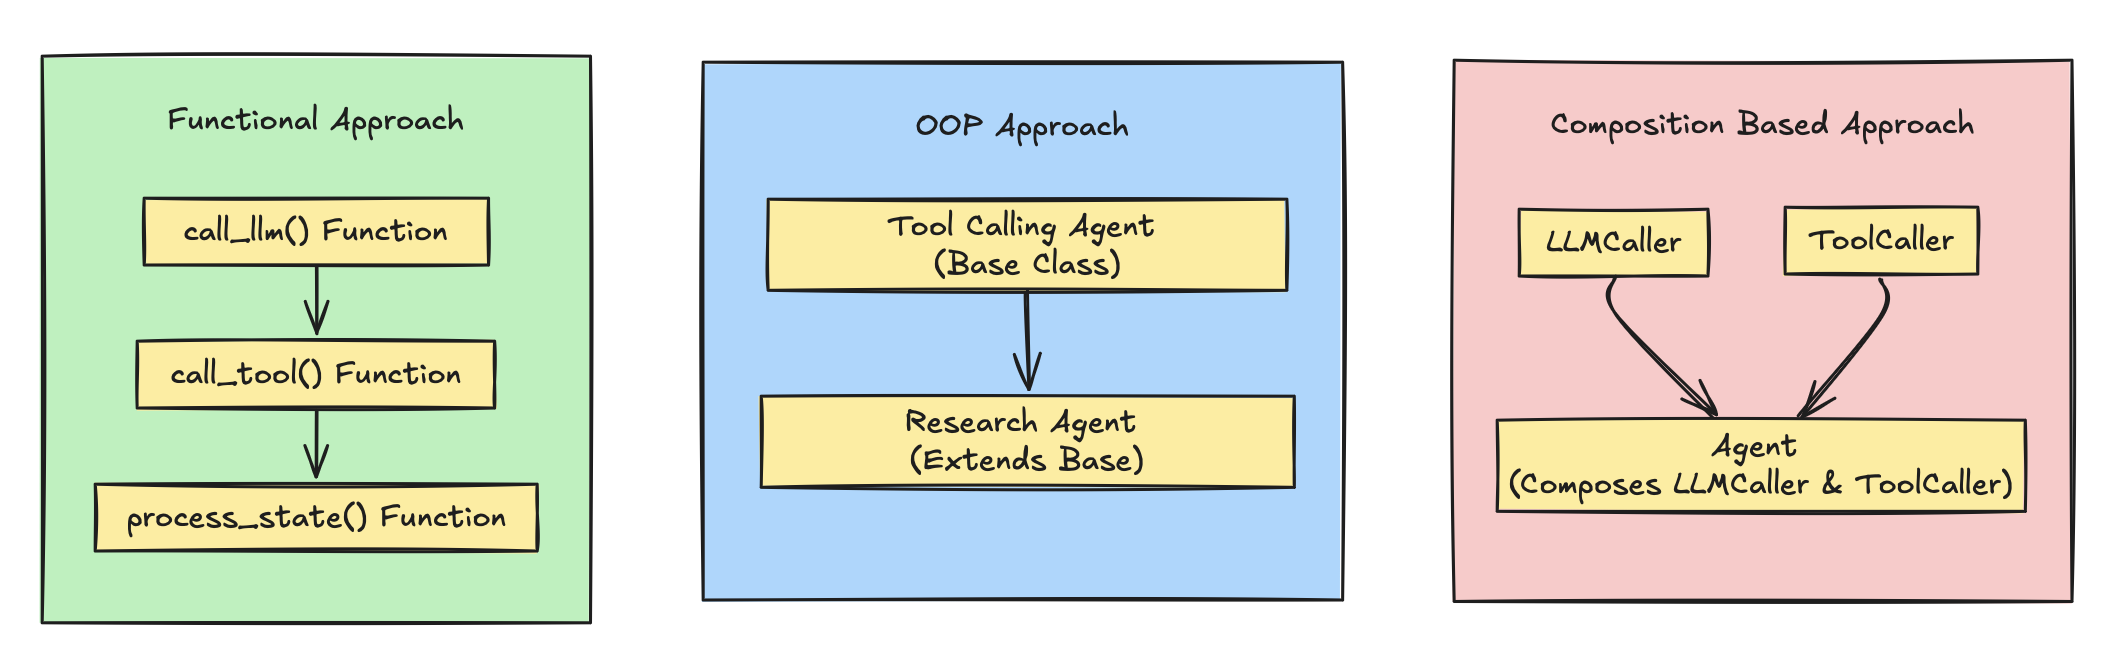 Functional Approach
call_llm() Function
call_tool() Function
process_state() Function
OOP Approach
Tool Calling Agent
(Base Class)
Research Agent
(Extends Base)
Composition Based Approach
LLMCaller
ToolCaller
Agent
(Composes LLMCaller & ToolCaller)